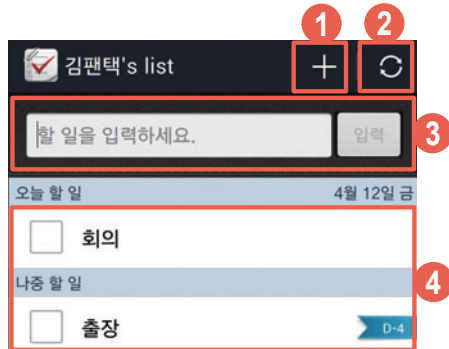 1 2
김팬택's list
할 일을 입력하세요. 입력 3
오늘 할 일 4월 12일 금
회의
4
나중 할 일
출장 D-4